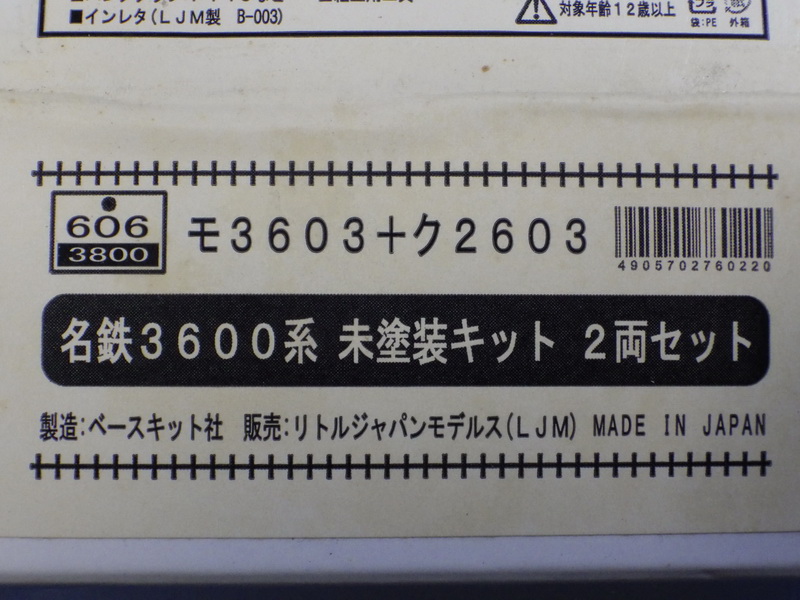 ■インレタ(ＬＪＭ製 B-003)
対象年齢１２歳以上
プラ
袋:PE 外箱
606
3800
モ３６０３＋ク２６０３
4905702760220
名鉄３６００系 未塗装キット ２両セット
製造:ベースキット社 販売:リトルジャパンモデルス(ＬＪＭ) MADE IN JAPAN